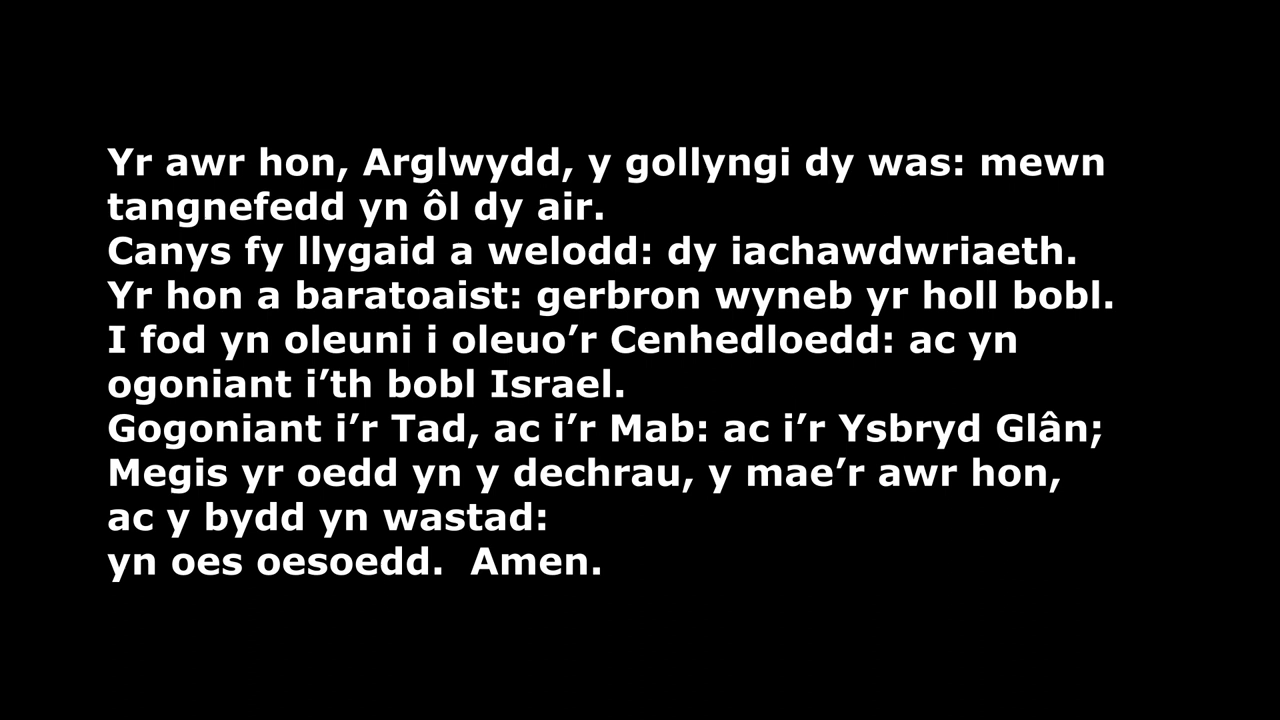 Yr awr hon, Arglwydd, y gollyngi dy was: mewn
tangnefedd yn ôl dy air.
Canys fy llygaid a welodd: dy iachawdwriaeth.
Yr hon a baratoaist: gerbron wyneb yr holl bobl.
I fod yn oleuni i oleuo’r Cenhedloedd: ac yn
ogoniant i’th bobl Israel.
Gogoniant i’r Tad, ac i’r Mab: ac i’r Ysbryd Glân;
Megis yr oedd yn y dechrau, y mae’r awr hon,
ac y bydd yn wastad:
yn oes oesoedd.  Amen.